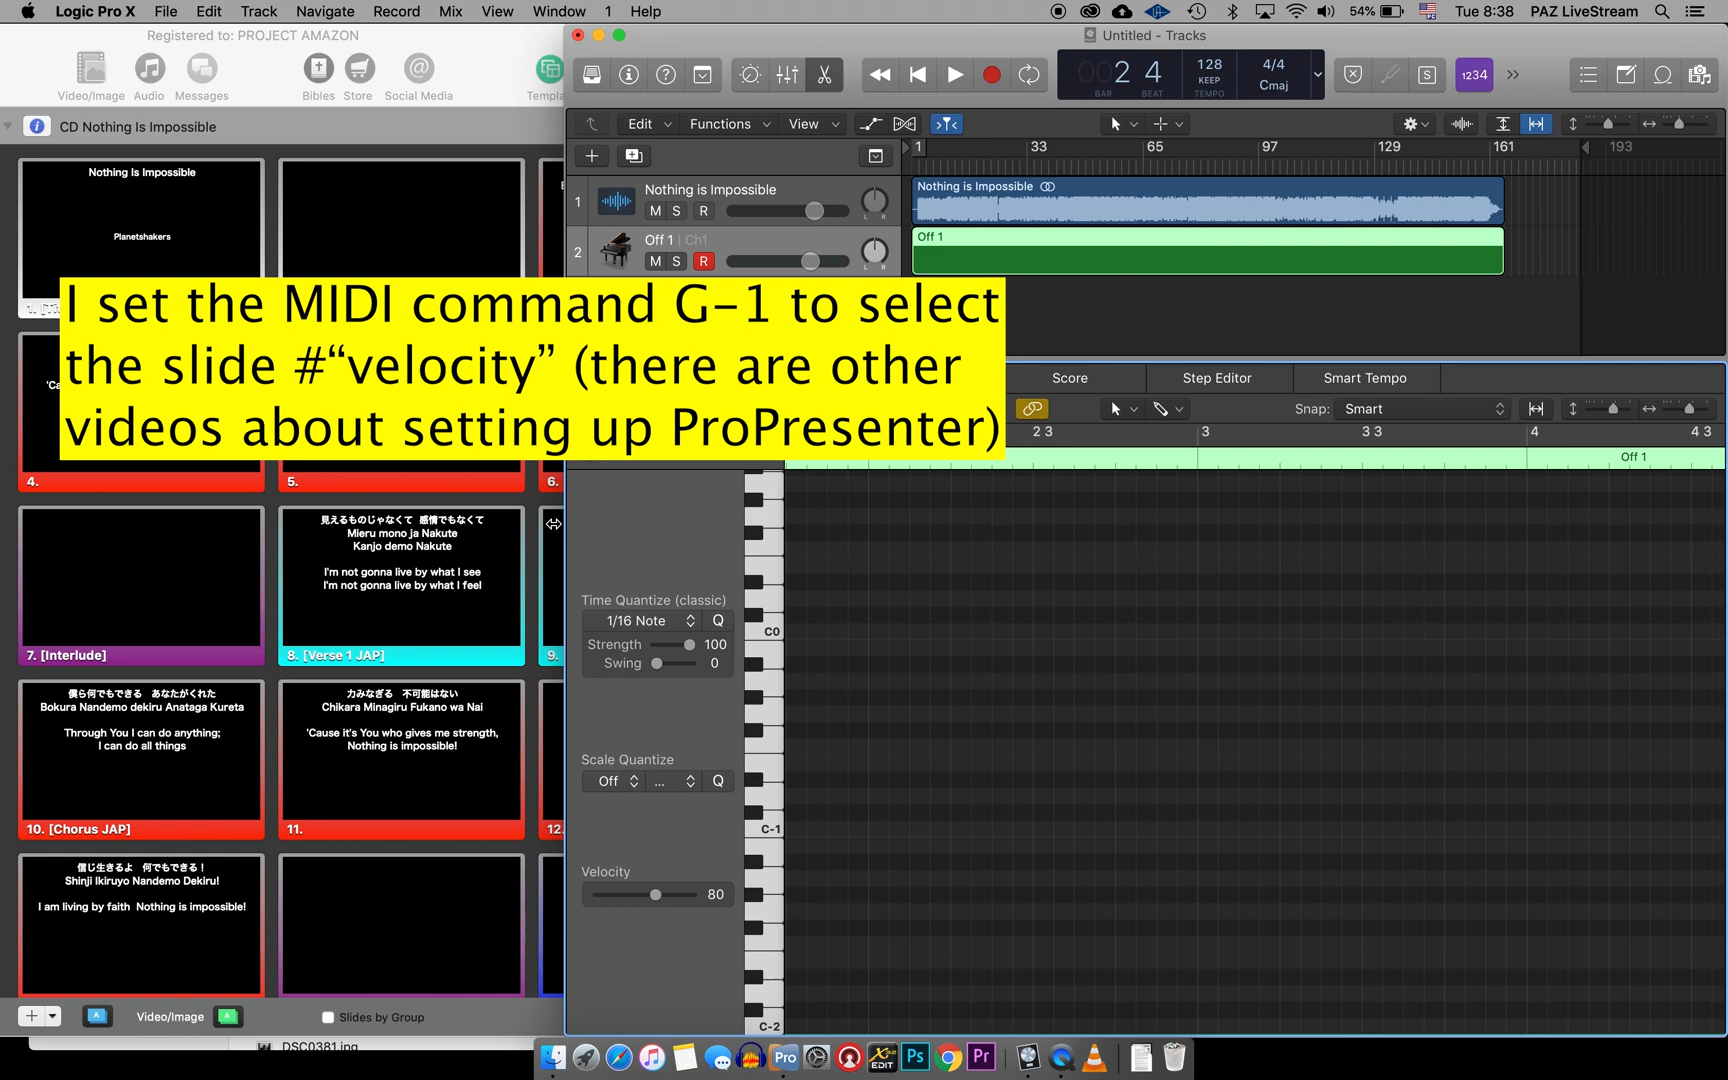 Logic Pro X File Edit Track Navigate Record Mix View Window 1 Help
54% Tue 8:38 PAZ LiveStream
Registered to: PROJECT AMAZON
Video/Image Audio Messages Bibles Store Social Media Templa
CD Nothing Is Impossible
Untitled - Tracks
2 4
BAR BEAT
128
KEEP
TEMPO
4/4
Cmaj
1234
Edit Functions View
1 33 65 97 129 161 193
1 Nothing is Impossible
M S R
L R
Nothing is Impossible
2 Off 1 | Ch1
M S R
L R
Off 1
Nothing Is Impossible
Planetshakers
I set the MIDI command G-1 to select
the slide #“velocity” (there are other
videos about setting up ProPresenter)
4.
5.
6.
7. [Interlude]
見えるものじゃなくて 感情でもなくて
Mieru mono ja Nakute
Kanjo demo Nakute
I'm not gonna live by what I see
I'm not gonna live by what I feel
8. [Verse 1 JAP]
9.
僕ら何でもできる あなたがくれた
Bokura Nandemo dekiru Anataga Kureta
Through You I can do anything;
I can do all things
10. [Chorus JAP]
力みなぎる 不可能はない
Chikara Minagiru Fukano wa Nai
'Cause it's You who gives me strength,
Nothing is impossible!
11.
12.
信じ生きるよ 何でもできる！
Shinji Ikiruyo Nandemo Dekiru!
I am living by faith Nothing is impossible!
Video/Image
Slides by Group
DSC0381.jpg
Score Step Editor Smart Tempo
Snap: Smart
2 3 3 3 3 4 4 3
Off 1
Time Quantize (classic)
1/16 Note Q
Strength 100
Swing 0
Scale Quantize
Off ... Q
Velocity
80
C0
C-1
C-2
Pro
EDIT
Ps
Pr